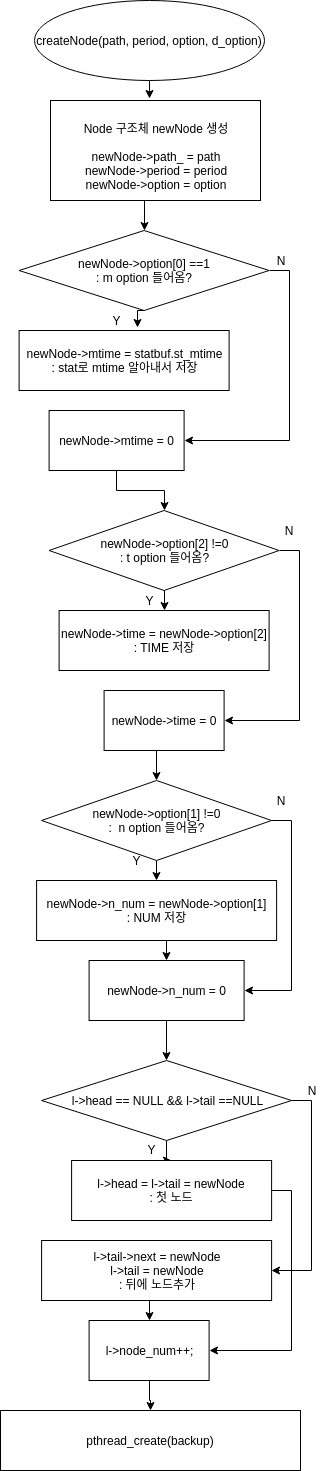 createNode(path, period, option, d_option)
Node 구조체 newNode 생성
newNode->path_ = path
newNode->period = period
newNode->option = option
newNode->option[0] ==1
: m option 들어옴?
N
Y
newNode->mtime = statbuf.st_mtime
: stat로 mtime 알아내서 저장
newNode->mtime = 0
newNode->option[2] !=0
: t option 들어옴?
N
Y
newNode->time = newNode->option[2]
: TIME 저장
newNode->time = 0
newNode->option[1] !=0
: n option 들어옴?
N
Y
newNode->n_num = newNode->option[1]
: NUM 저장
newNode->n_num = 0
l->head == NULL && l->tail ==NULL
N
Y
l->head = l->tail = newNode
: 첫 노드
l->tail->next = newNode
l->tail = newNode
: 뒤에 노드추가
l->node_num++;
pthread_create(backup)